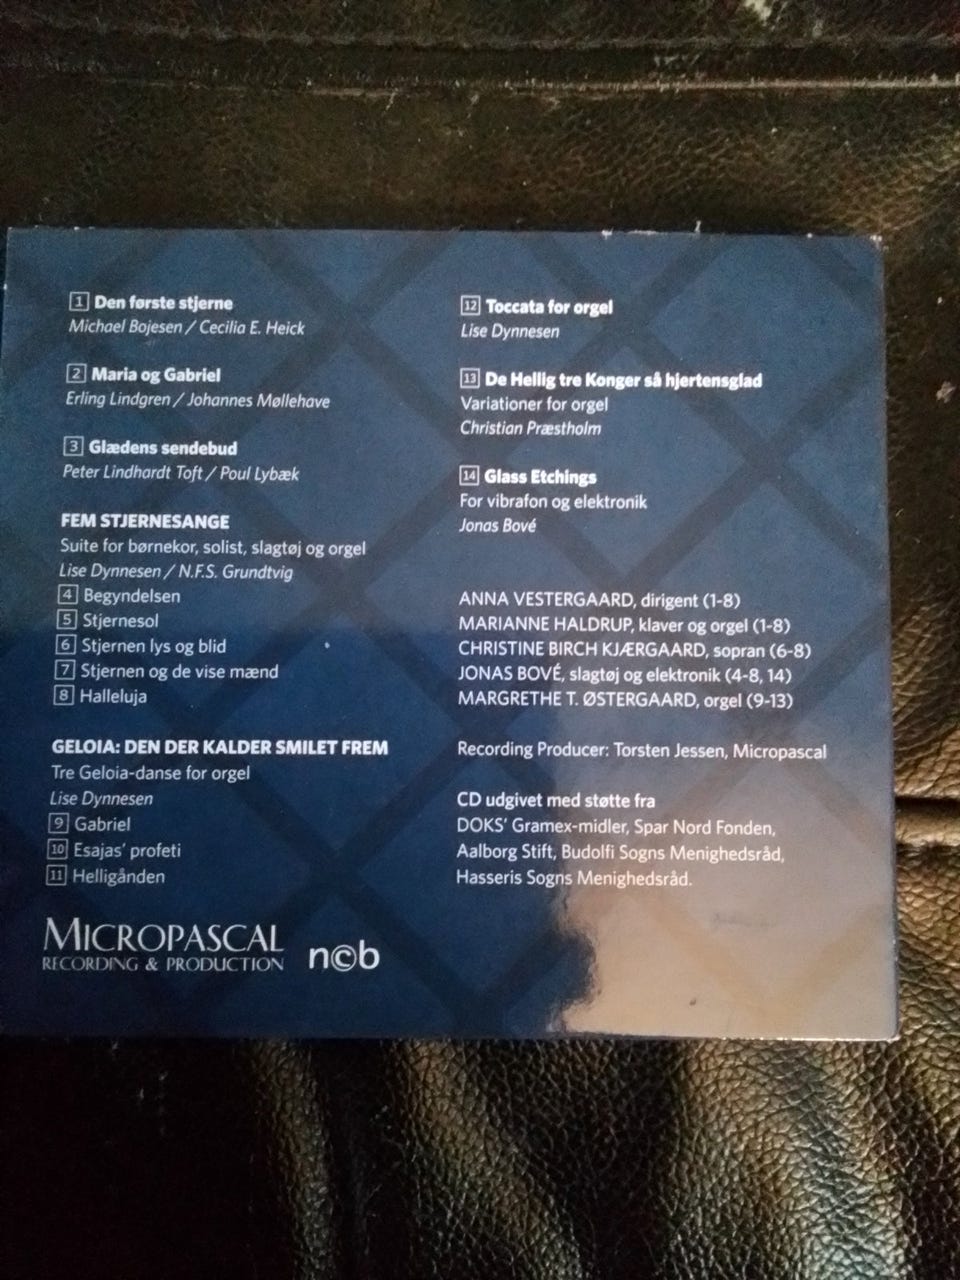 1 Den første stjerne
Michael Bojesen / Cecilia E. Heick
2 Maria og Gabriel
Erling Lindgren / Johannes Møllehave
3 Glædens sendebud
Peter Lindhardt Toft / Poul Lybæk
FEM STJERNESANGE
Suite for børnekor, solist, slagtøj og orgel
Lise Dynnesen / N.F.S. Grundtvig
4 Begyndelsen
5 Stjernesol
6 Stjernen lys og blid
7 Stjernen og de vise mænd
8 Halleluja
GELOIA: DEN DER KALDER SMILET FREM
Tre Geloia-danse for orgel
Lise Dynnesen
9 Gabriel
10 Esajas' profeti
11 Helligånden
MICROPASCAL
RECORDING & PRODUCTION
n©b
12 Toccata for orgel
Lise Dynnesen
13 De Hellig tre Konger så hjertensglad
Variationer for orgel
Christian Præstholm
14 Glass Etchings
For vibrafon og elektronik
Jonas Bové
ANNA VESTERGAARD, dirigent (1-8)
MARIANNE HALDRUP, klaver og orgel (1-8)
CHRISTINE BIRCH KJÆRGAARD, sopran (6-8)
JONAS BOVÉ, slagtøj og elektronik (4-8, 14)
MARGRETHE T. ØSTERGAARD, orgel (9-13)
Recording Producer: Torsten Jessen, Micropascal
CD udgivet med støtte fra
DOKS' Gramex-midler, Spar Nord Fonden,
Aalborg Stift, Budolfi Sogns Menighedsråd,
Hasseris Sogns Menighedsråd.